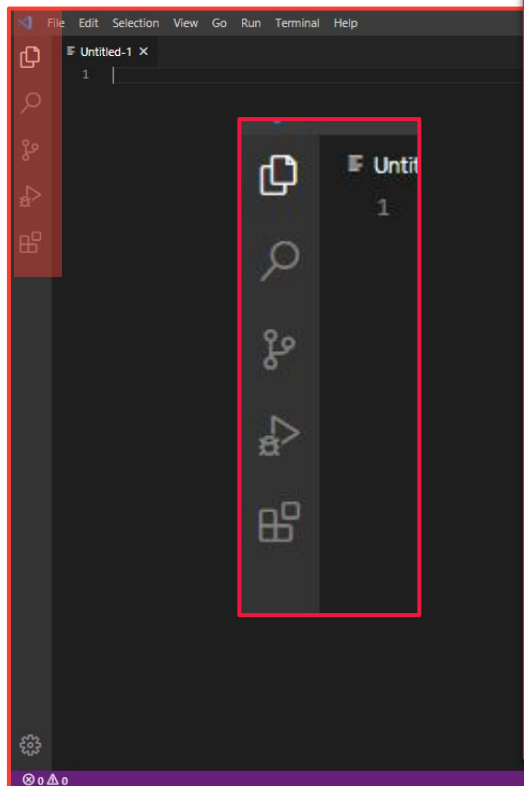 File Edit Selection View Go Run Terminal Help
Untitled-1 ×
1
Untit
1
0 0